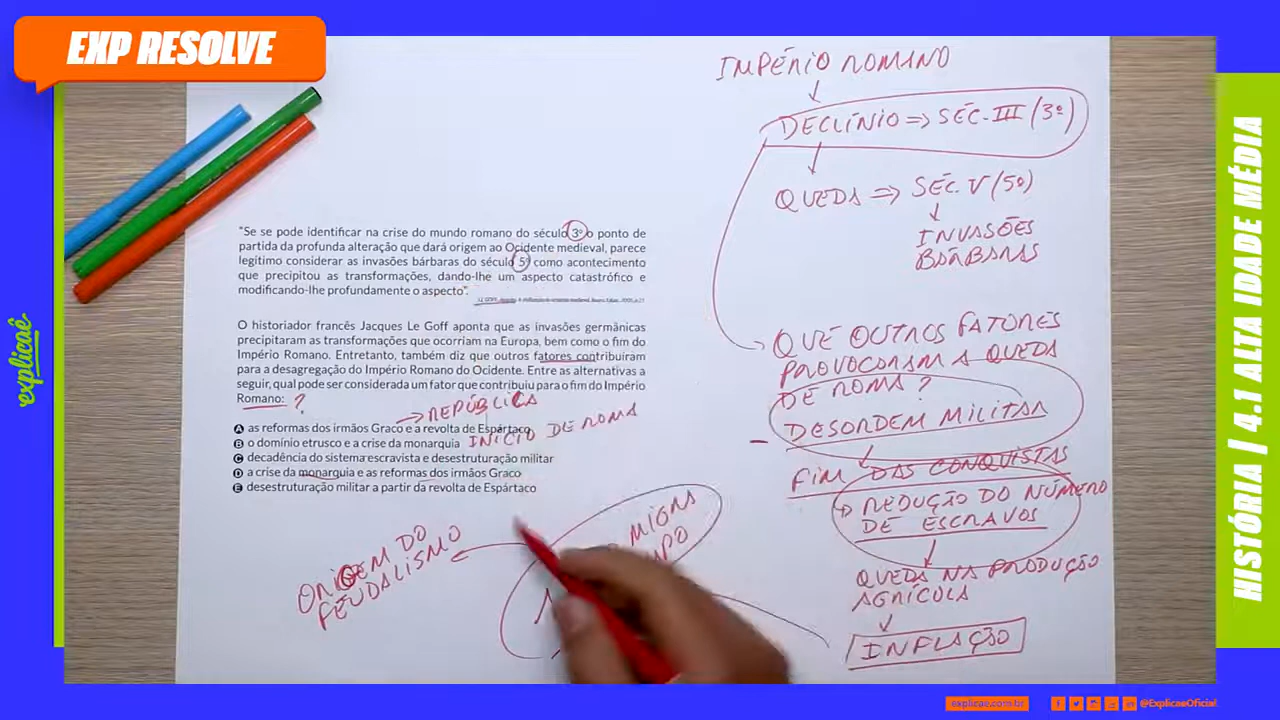 EXP RESOLVE
"Se se pode identificar na crise do mundo romano do século 3º o ponto de
partida da profunda alteração que dará origem ao Ocidente medieval, parece
legítimo considerar as invasões bárbaras do século 5º como acontecimento
que precipitou as transformações, dando-lhe um aspecto catastrófico e
modificando-lhe profundamente o aspecto".
O historiador francês Jacques Le Goff aponta que as invasões germânicas
precipitaram as transformações que ocorriam na Europa, bem como o fim do
Império Romano. Entretanto, também diz que outros fatores contribuíram
para a desagregação do Império Romano do Ocidente. Entre as alternativas a
seguir, qual pode ser considerada um fator que contribuiu para o fim do Império
Romano: ?
→ REPÚBLICA
A as reformas dos irmãos Graco e a revolta de Espártaco
B o domínio etrusco e a crise da monarquia INÍCIO DE ROMA
C decadência do sistema escravista e desestruturação militar
D a crise da monarquia e as reformas dos irmãos Graco
E desestruturação militar a partir da revolta de Espártaco
ORIGEM DO
FEUDALISMO
IMPÉRIO ROMANO
DECLÍNIO ⇒ SÉC. III (3º)
QUEDA ⇒ SÉC. V (5º)
INVASÕES
BÁRBARAS
QUE OUTROS FATORES
PROVOCARAM A QUEDA
DE ROMA ?
DESORDEM MILITAR
FIM DAS CONQUISTAS
REDUÇÃO DO NÚMERO
DE ESCRAVOS
QUEDA NA PRODUÇÃO
AGRÍCOLA
INFLAÇÃO
explicaê
HISTÓRIA | 4.1 ALTA IDADE MÉDIA
explicae.com.br
@ExplicaeOficial